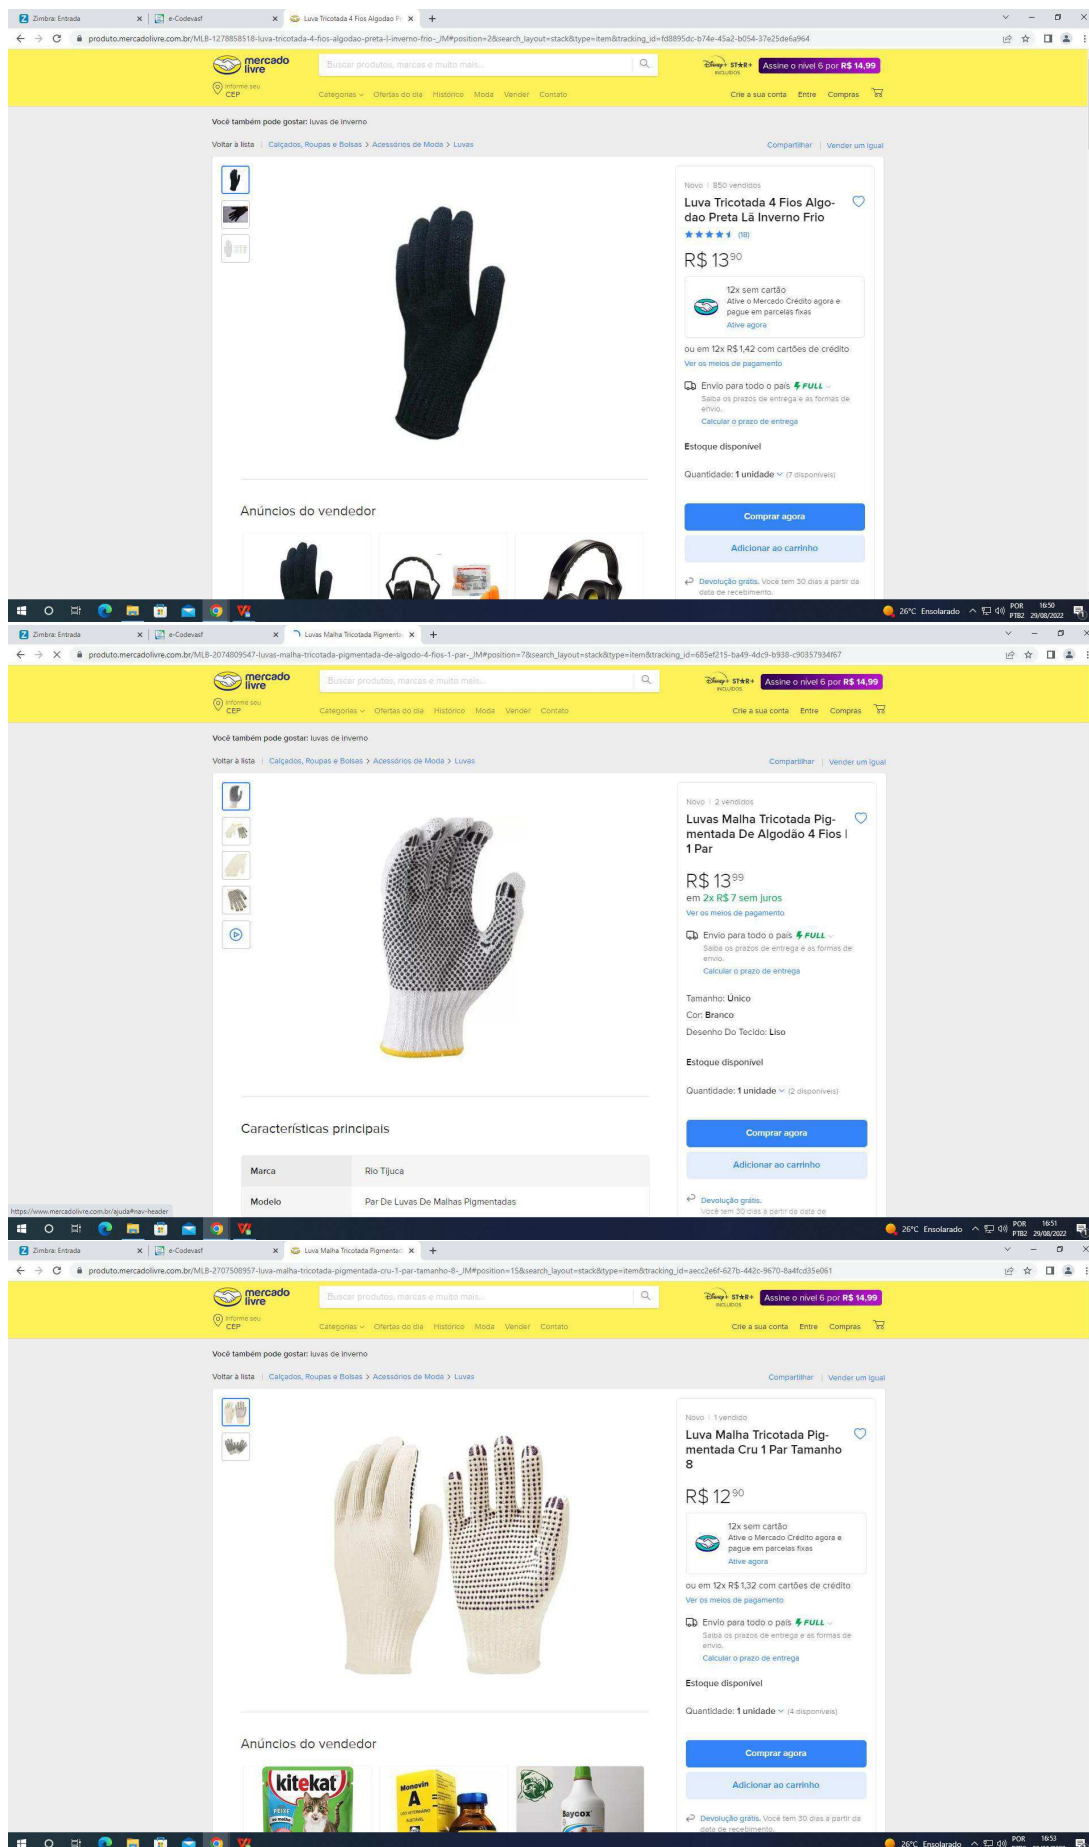 Zimbra: Entrada
e-Codevasf
Luva Tricotada 4 Fios Algodao Pr
produto.mercadolivre.com.br/MLB-1278858518-luva-tricotada-4-fios-algodao-preta-l-inverno-frio-_JM#position=2&search_layout=stack&type=item&tracking_id=fd8895dc-b74e-45a2-b054-37e25de6a964
mercado livre
Buscar produtos, marcas e muito mais...
Disney+ STAR+ INCLUÍDOS
Assine o nível 6 por R$ 14,99
Informe seu CEP
Categorias Ofertas do dia Histórico Moda Vender Contato
Crie a sua conta Entre Compras
Você também pode gostar: luvas de inverno
Voltar à lista | Calçados, Roupas e Bolsas > Acessórios de Moda > Luvas
Compartilhar | Vender um igual
Novo | 850 vendidos
Luva Tricotada 4 Fios Algo-
dao Preta Lã Inverno Frio
(18)
R$ 13 90
12x sem cartão
Ative o Mercado Crédito agora e
pague em parcelas fixas
Ative agora
ou em 12x R$ 1,42 com cartões de crédito
Ver os meios de pagamento
Envio para todo o país FULL
Saiba os prazos de entrega e as formas de
envio.
Calcular o prazo de entrega
Estoque disponível
Quantidade: 1 unidade (7 disponíveis)
Comprar agora
Adicionar ao carrinho
Devolução grátis. Você tem 30 dias a partir da
data de recebimento.
Anúncios do vendedor
26°C Ensolarado
POR
PTB2
16:50
29/08/2022
Zimbra: Entrada
e-Codevasf
Luvas Malha Tricotada Pigmenta
produto.mercadolivre.com.br/MLB-2074809547-luvas-malha-tricotada-pigmentada-de-algodo-4-fios-1-par-_JM#position=7&search_layout=stack&type=item&tracking_id=685ef215-ba49-4dc9-b938-c90357934f67
mercado livre
Buscar produtos, marcas e muito mais...
Disney+ STAR+ INCLUÍDOS
Assine o nível 6 por R$ 14,99
Informe seu CEP
Categorias Ofertas do dia Histórico Moda Vender Contato
Crie a sua conta Entre Compras
Você também pode gostar: luvas de inverno
Voltar à lista | Calçados, Roupas e Bolsas > Acessórios de Moda > Luvas
Compartilhar | Vender um igual
Novo | 2 vendidos
Luvas Malha Tricotada Pig-
mentada De Algodão 4 Fios |
1 Par
R$ 13 99
em 2x R$ 7 sem juros
Ver os meios de pagamento
Envio para todo o país FULL
Saiba os prazos de entrega e as formas de
envio.
Calcular o prazo de entrega
Tamanho: Único
Cor: Branco
Desenho Do Tecido: Liso
Estoque disponível
Quantidade: 1 unidade (2 disponíveis)
Comprar agora
Adicionar ao carrinho
Devolução grátis.
Você tem 30 dias a partir da data de
Características principais
Marca Rio Tijuca
Modelo Par De Luvas De Malhas Pigmentadas
https://www.mercadolivre.com.br/ajuda#nav-header
26°C Ensolarado
POR
PTB2
16:51
29/08/2022
Zimbra: Entrada
e-Codevasf
Luva Malha Tricotada Pigmentad
produto.mercadolivre.com.br/MLB-2707508957-luva-malha-tricotada-pigmentada-cru-1-par-tamanho-8-_JM#position=15&search_layout=stack&type=item&tracking_id=aecc2e6f-627b-442c-9670-8a4fcd35e061
mercado livre
Buscar produtos, marcas e muito mais...
Disney+ STAR+ INCLUÍDOS
Assine o nível 6 por R$ 14,99
Informe seu CEP
Categorias Ofertas do dia Histórico Moda Vender Contato
Crie a sua conta Entre Compras
Você também pode gostar: luvas de inverno
Voltar à lista | Calçados, Roupas e Bolsas > Acessórios de Moda > Luvas
Compartilhar | Vender um igual
Novo | 1 vendido
Luva Malha Tricotada Pig-
mentada Cru 1 Par Tamanho
8
R$ 12 90
12x sem cartão
Ative o Mercado Crédito agora e
pague em parcelas fixas
Ative agora
ou em 12x R$ 1,32 com cartões de crédito
Ver os meios de pagamento
Envio para todo o país FULL
Saiba os prazos de entrega e as formas de
envio.
Calcular o prazo de entrega
Estoque disponível
Quantidade: 1 unidade (4 disponíveis)
Comprar agora
Adicionar ao carrinho
Devolução grátis. Você tem 30 dias a partir da
data de recebimento.
Anúncios do vendedor
kitekat
PEIXE
Monovin
A
Baycox
26°C Ensolarado
POR
16:53